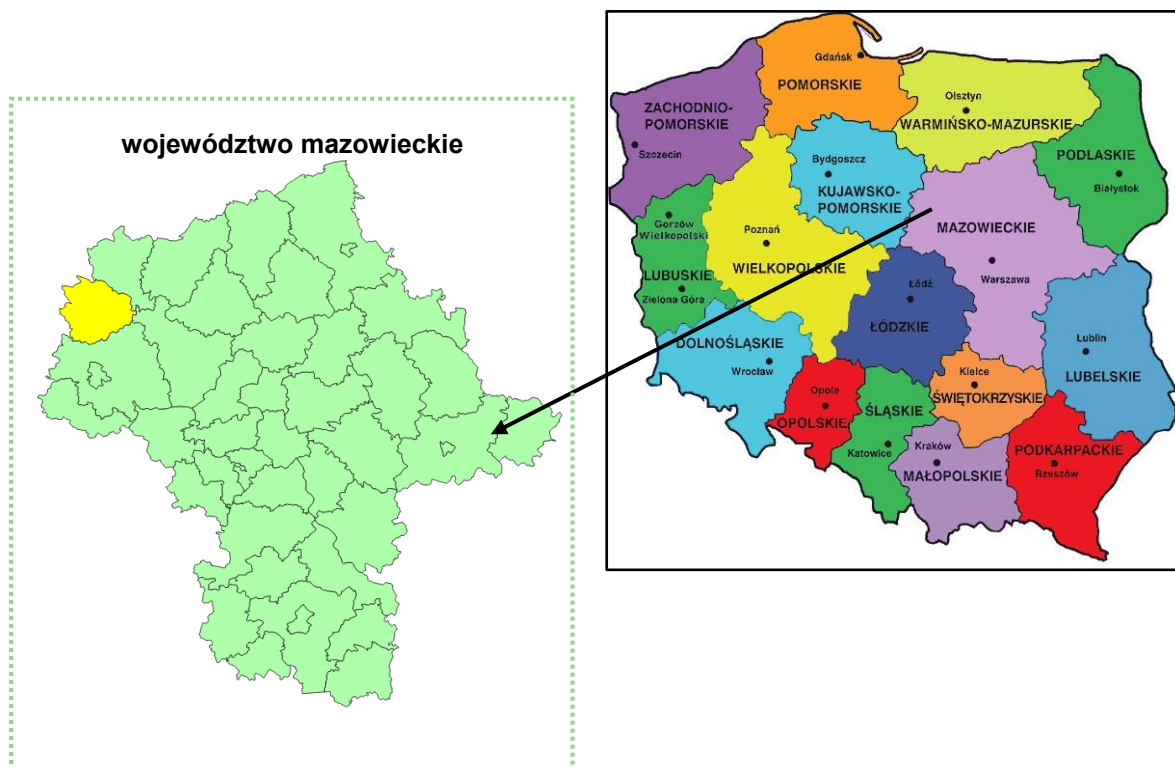 województwo mazowieckie
Gdańsk
POMORSKIE
ZACHODNIO-
POMORSKIE
Szczecin
Olsztyn
WARMIŃSKO-MAZURSKIE
PODLASKIE
Białystok
Bydgoszcz
KUJAWSKO-
POMORSKIE
Gorzów
Wielkopolski
LUBUSKIE
Zielona Góra
Poznań
WIELKOPOLSKIE
MAZOWIECKIE
Warszawa
Łódź
ŁÓDZKIE
DOLNOŚLĄSKIE
Wrocław
Opole
OPOLSKIE
ŚLĄSKIE
Katowice
Kielce
ŚWIĘTOKRZYSKIE
Lublin
LUBELSKIE
Kraków
MAŁOPOLSKIE
PODKARPACKIE
Rzeszów